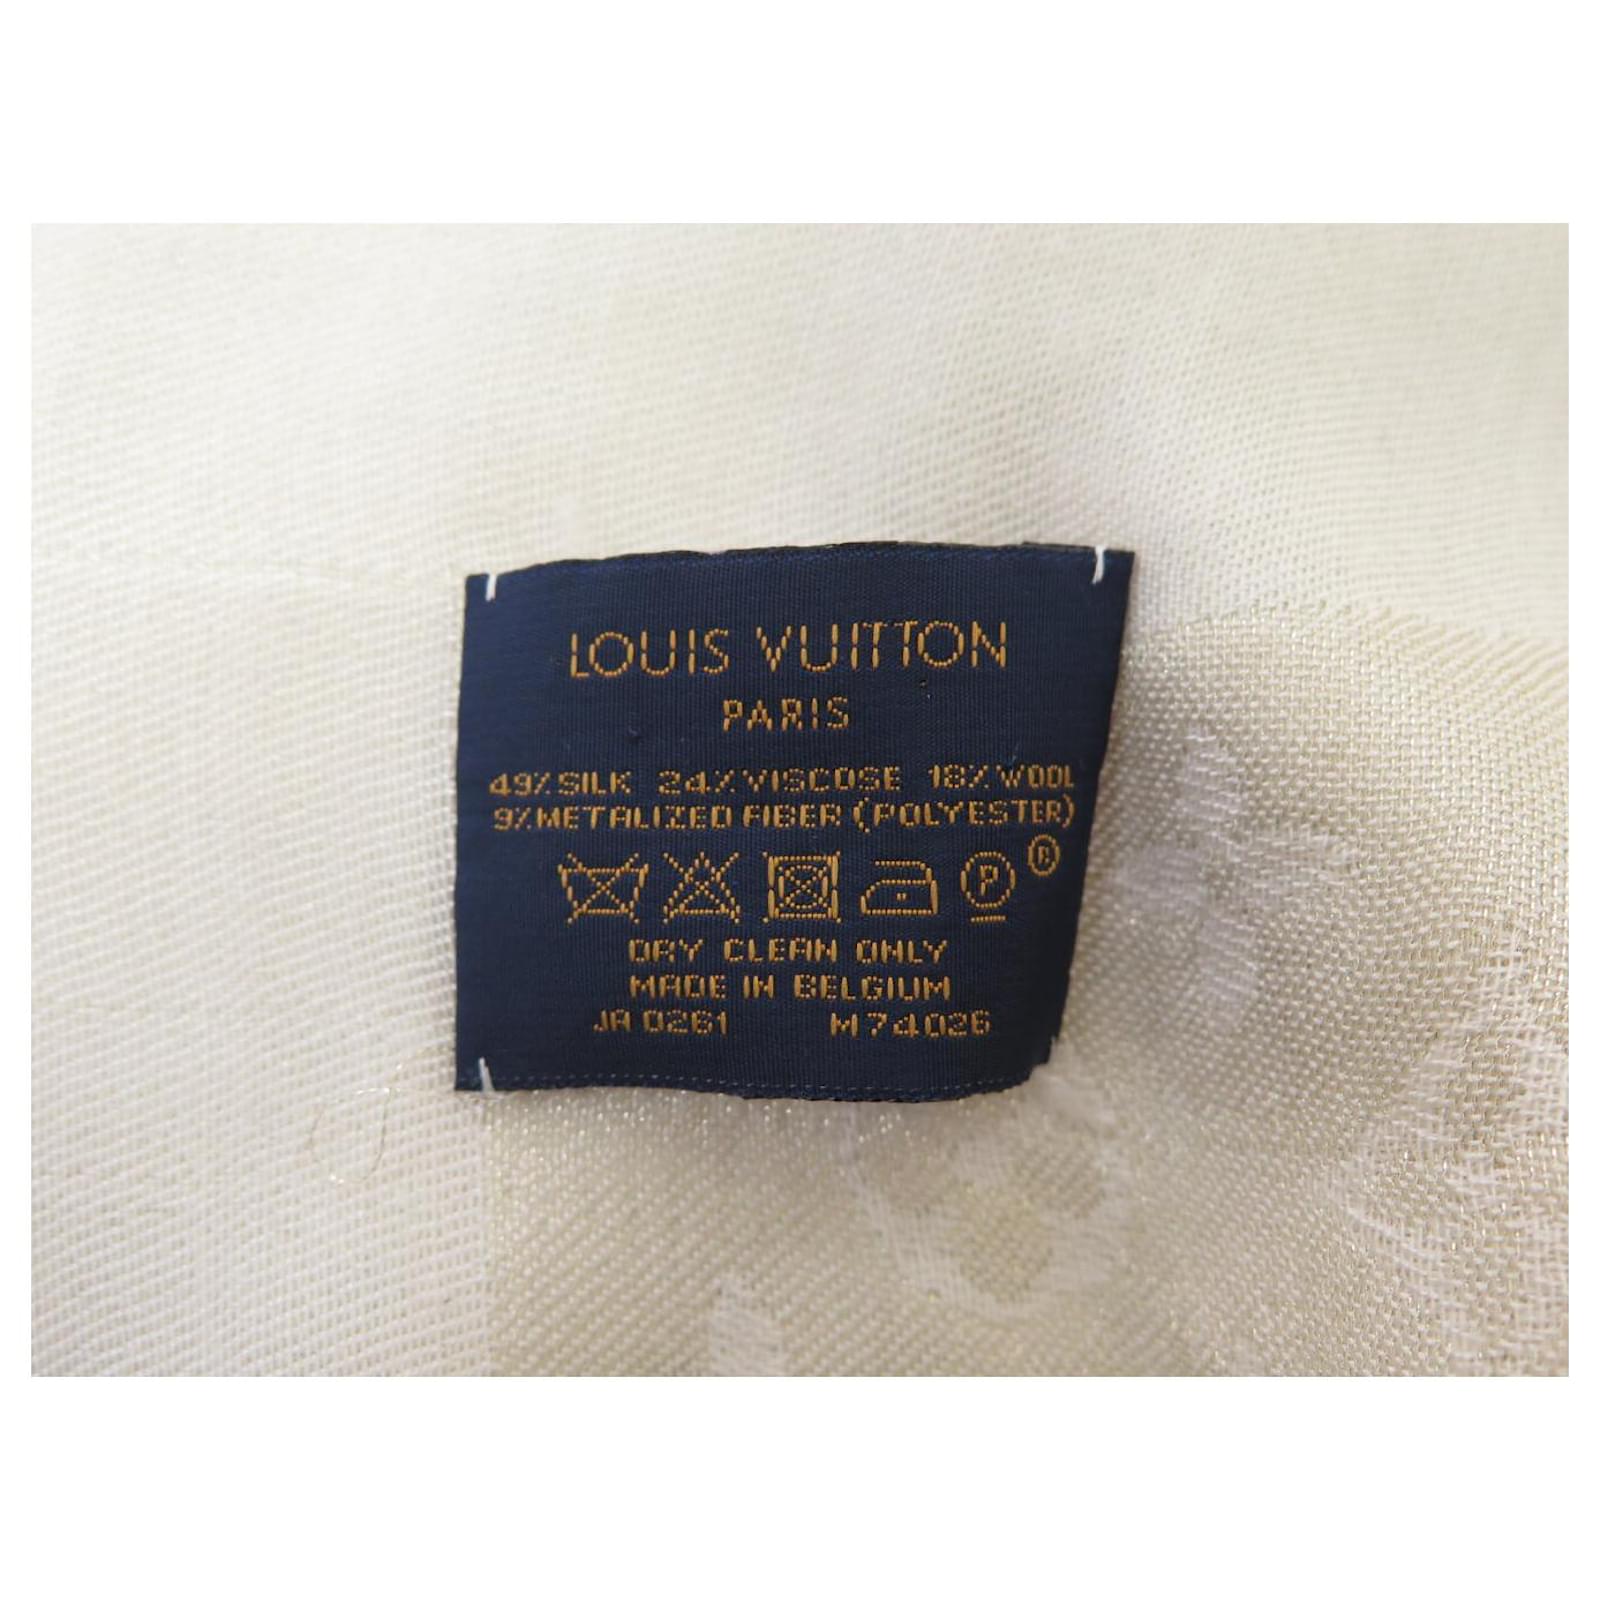 LOUIS VUITTON
PARIS
49% SILK 24% VISCOSE 18% WOOL
9% METALIZED FIBER (POLYESTER)
P ®
DRY CLEAN ONLY
MADE IN BELGIUM
JA 0261 M74026